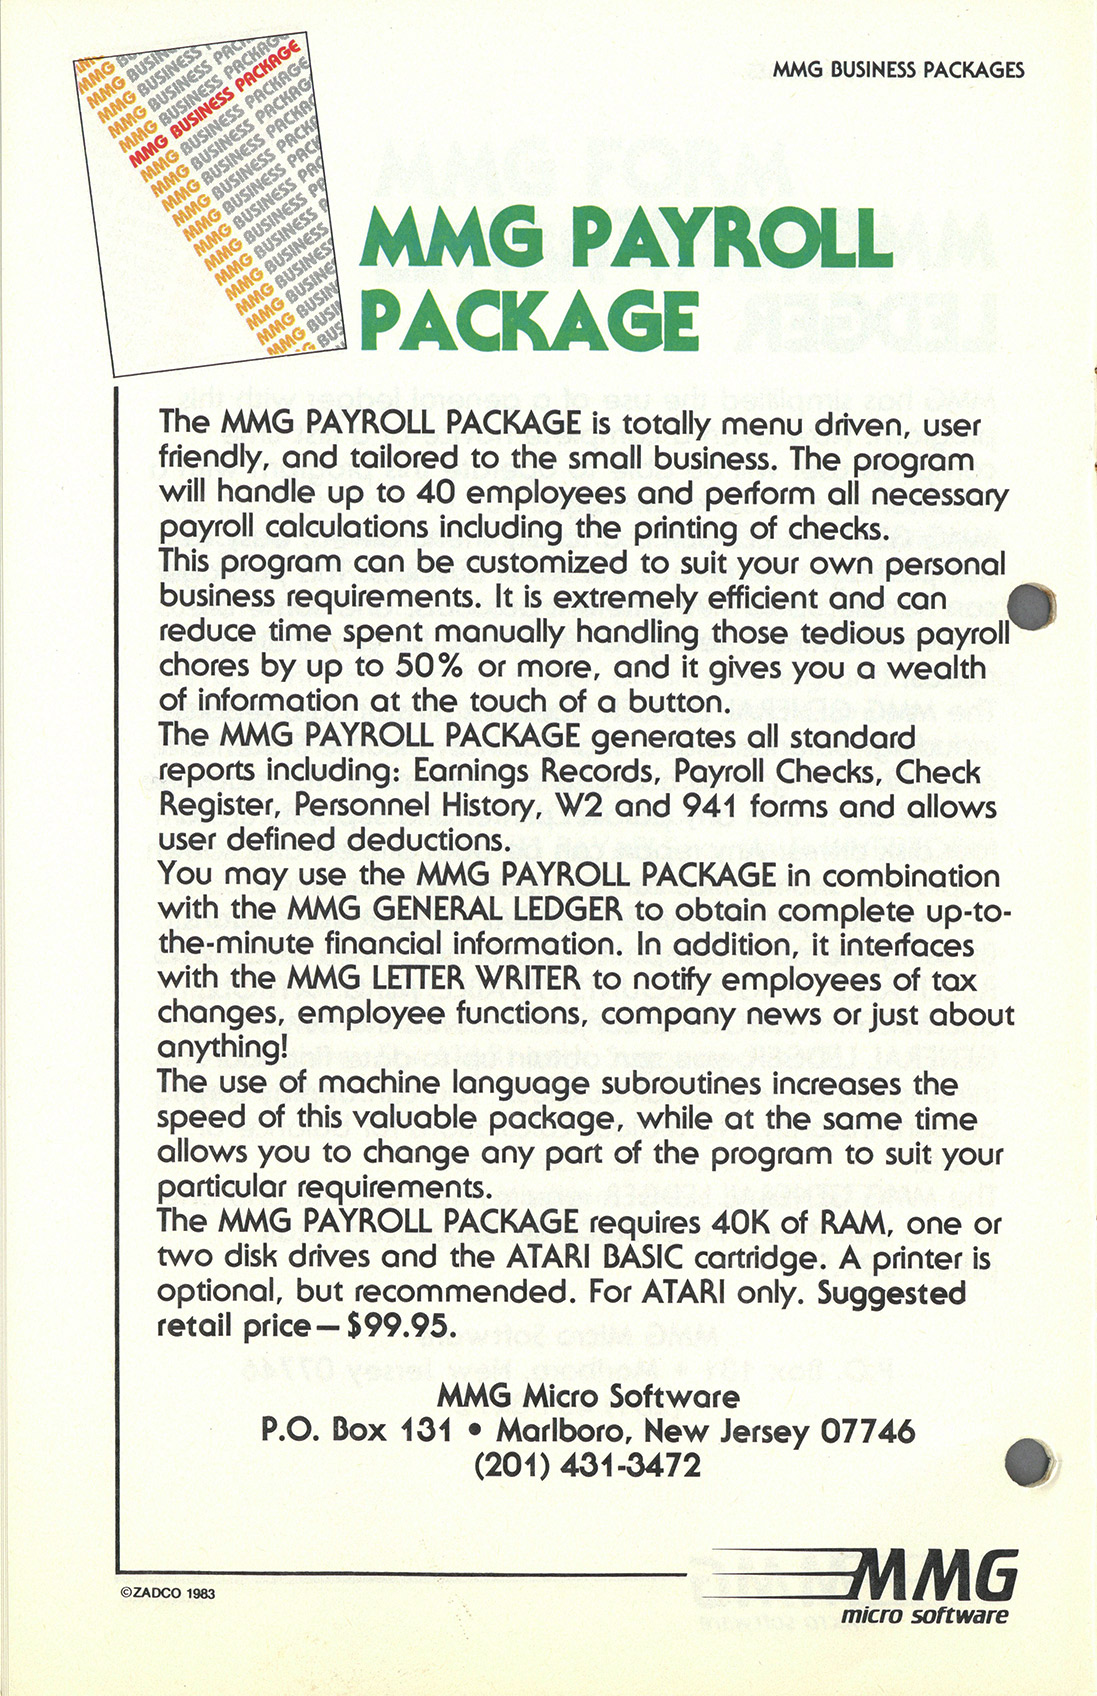 MMG BUSINESS PACKAGES
MMG BUSINESS PACKAGE
MMG PAYROLL
PACKAGE
The MMG PAYROLL PACKAGE is totally menu driven, user
friendly, and tailored to the small business. The program
will handle up to 40 employees and perform all necessary
payroll calculations including the printing of checks.
This program can be customized to suit your own personal
business requirements. It is extremely efficient and can
reduce time spent manually handling those tedious payroll
chores by up to 50% or more, and it gives you a wealth
of information at the touch of a button.
The MMG PAYROLL PACKAGE generates all standard
reports including: Earnings Records, Payroll Checks, Check
Register, Personnel History, W2 and 941 forms and allows
user defined deductions.
You may use the MMG PAYROLL PACKAGE in combination
with the MMG GENERAL LEDGER to obtain complete up-to-
the-minute financial information. In addition, it interfaces
with the MMG LETTER WRITER to notify employees of tax
changes, employee functions, company news or just about
anything!
The use of machine language subroutines increases the
speed of this valuable package, while at the same time
allows you to change any part of the program to suit your
particular requirements.
The MMG PAYROLL PACKAGE requires 40K of RAM, one or
two disk drives and the ATARI BASIC cartridge. A printer is
optional, but recommended. For ATARI only. Suggested
retail price—$99.95.
MMG Micro Software
P.O. Box 131 • Marlboro, New Jersey 07746
(201) 431-3472
©ZADCO 1983
MMG
micro software